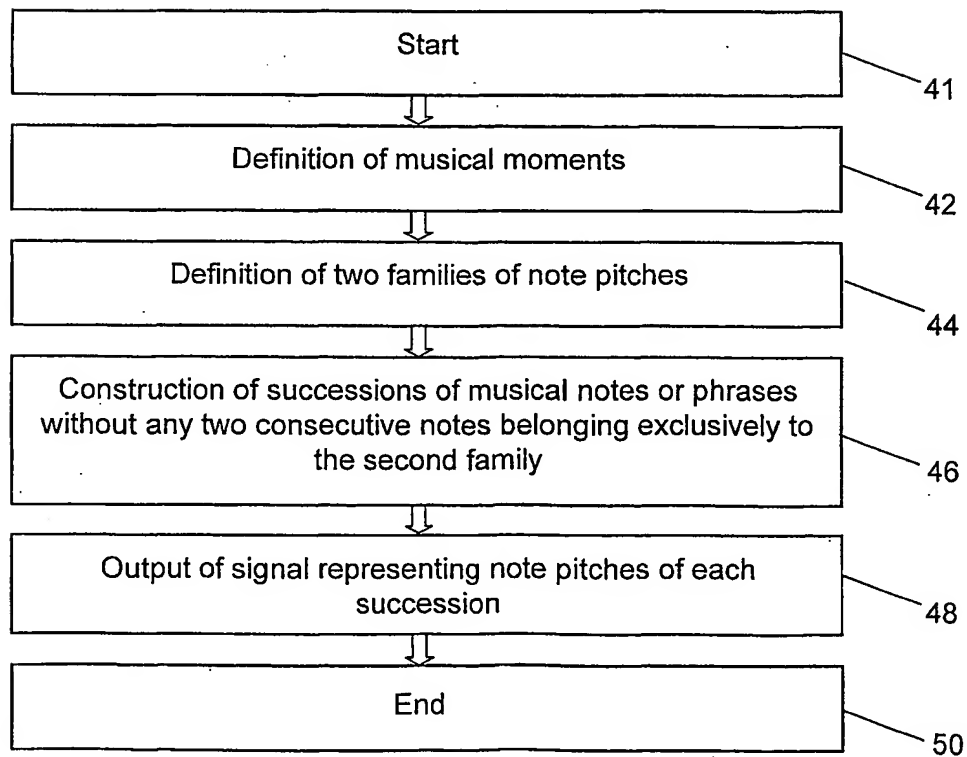 Start
41
Definition of musical moments
42
Definition of two families of note pitches
44
Construction of successions of musical notes or phrases
without any two consecutive notes belonging exclusively to
the second family
46
Output of signal representing note pitches of each
succession
48
End
50